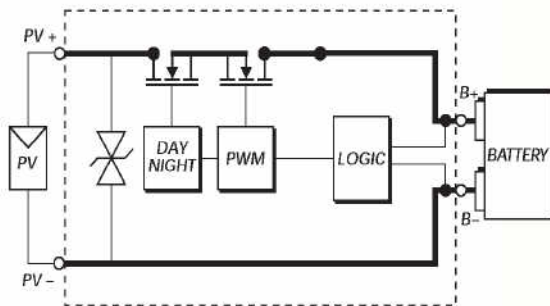 PV +
B+
PV
DAY
NIGHT
PWM
LOGIC
BATTERY
B–
PV –